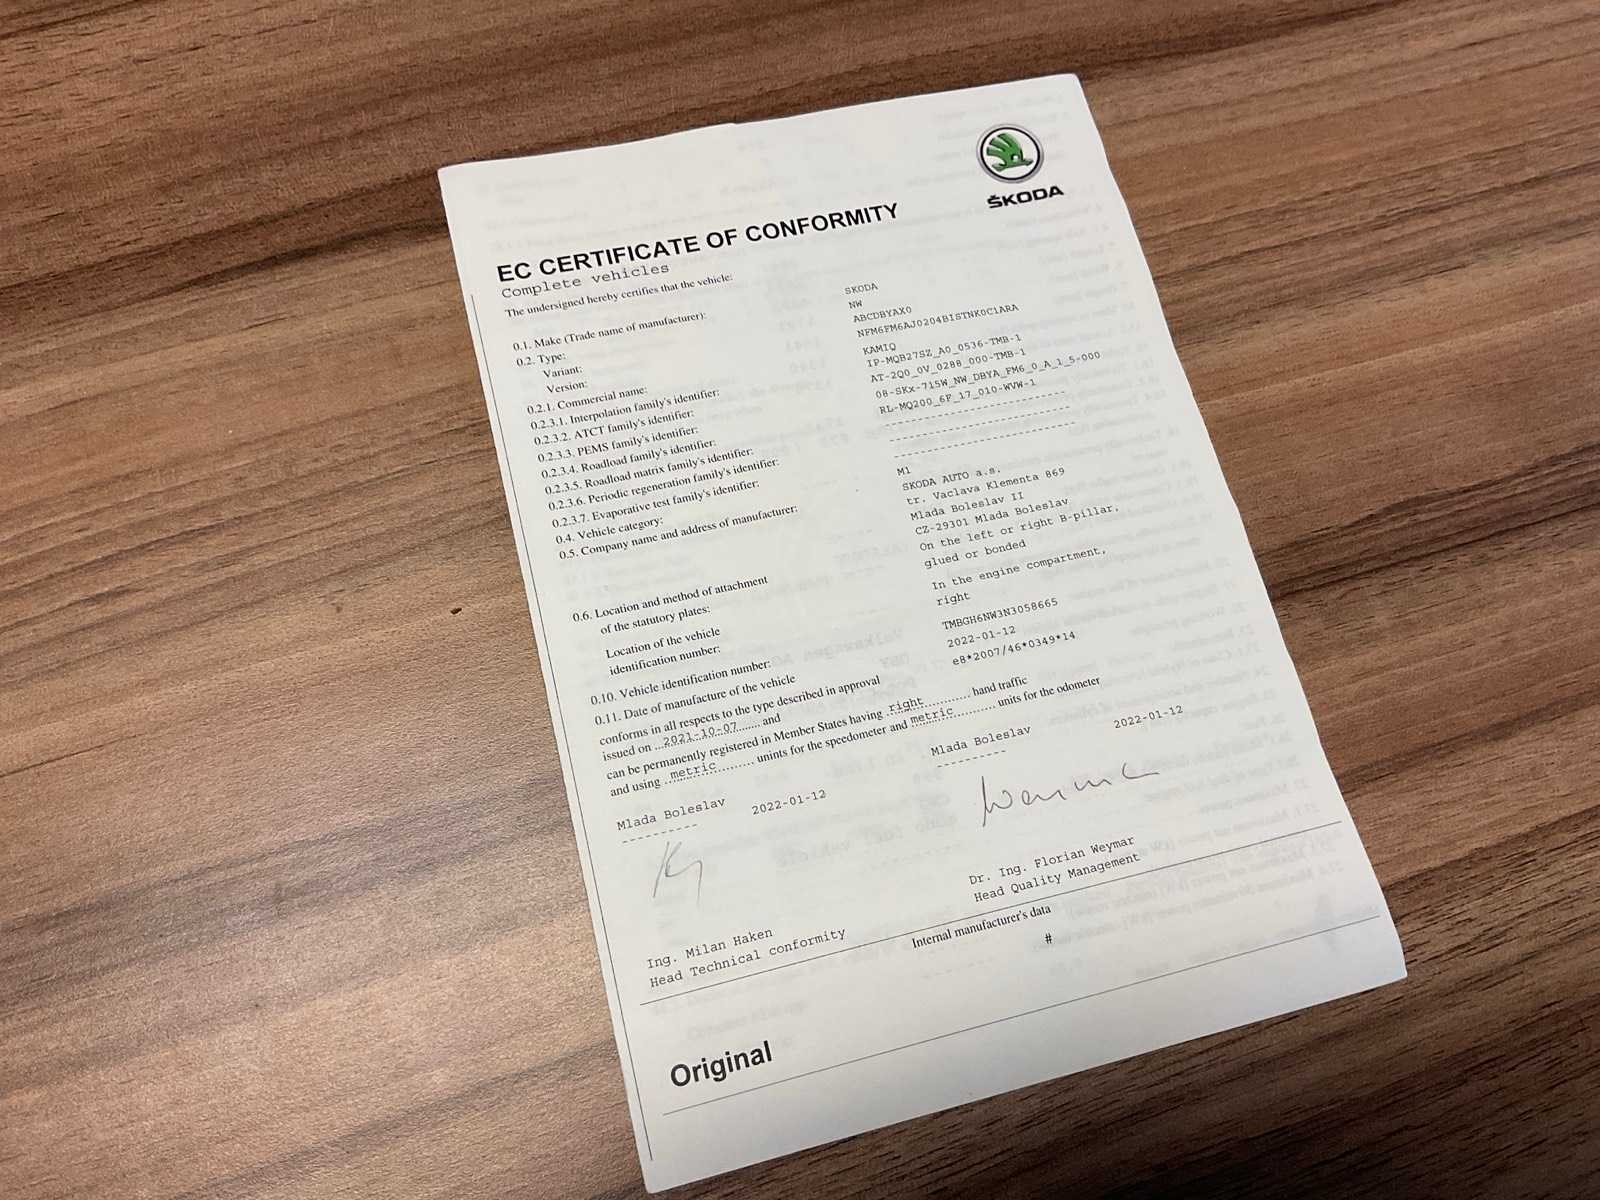 ŠKODA
EC CERTIFICATE OF CONFORMITY
Complete vehicles
The undersigned hereby certifies that the vehicle:
0.1. Make (Trade name of manufacturer): SKODA
0.2. Type: NW
Variant: ABCDBYAX0
Version: NFM6FM6AJ0204BISTNK0C1ARA
0.2.1. Commercial name: KAMIQ
0.2.3.1. Interpolation family's identifier: IP-MQB27SZ_A0_0536-TMB-1
0.2.3.2. ATCT family's identifier: AT-2Q0_0V_0288_000-TMB-1
0.2.3.3. PEMS family's identifier: 08-SKx-715W_NW_DBYA_FM6_0_A_1_5-000
0.2.3.4. Roadload family's identifier: RL-MQ200_6F_17_010-WVW-1
0.2.3.5. Roadload matrix family's identifier: -------------------------
0.2.3.6. Periodic regeneration family's identifier: -------------------------
0.2.3.7. Evaporative test family's identifier: -------------------------
0.4. Vehicle category: M1
0.5. Company name and address of manufacturer: SKODA AUTO a.s.
tr. Vaclava Klementa 869
Mlada Boleslav II
CZ-29301 Mlada Boleslav
0.6. Location and method of attachment On the left or right B-pillar,
of the statutory plates: glued or bonded
Location of the vehicle In the engine compartment,
identification number: right
0.10. Vehicle identification number: TMBGH6NW3N3058665
0.11. Date of manufacture of the vehicle 2022-01-12
conforms in all respects to the type described in approval e8*2007/46*0349*14
issued on ...2021-10-07....... and
can be permanently registered in Member States having right............ hand traffic
and using .metric........... unints for the speedometer and metric............ units for the odometer
Mlada Boleslav 2022-01-12 Mlada Boleslav 2022-01-12
---------- ----------
Ing. Milan Haken Dr. Ing. Florian Weymar
Head Technical conformity Head Quality Management
Internal manufacturer's data
#
Original